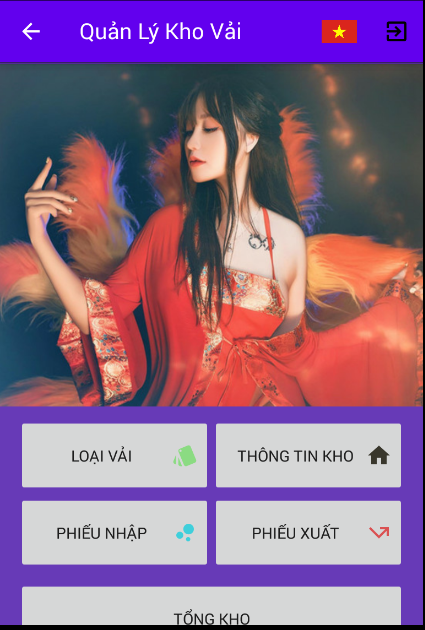 Quản Lý Kho Vải
LOẠI VẢI
THÔNG TIN KHO
PHIẾU NHẬP
PHIẾU XUẤT
TỔNG KHO